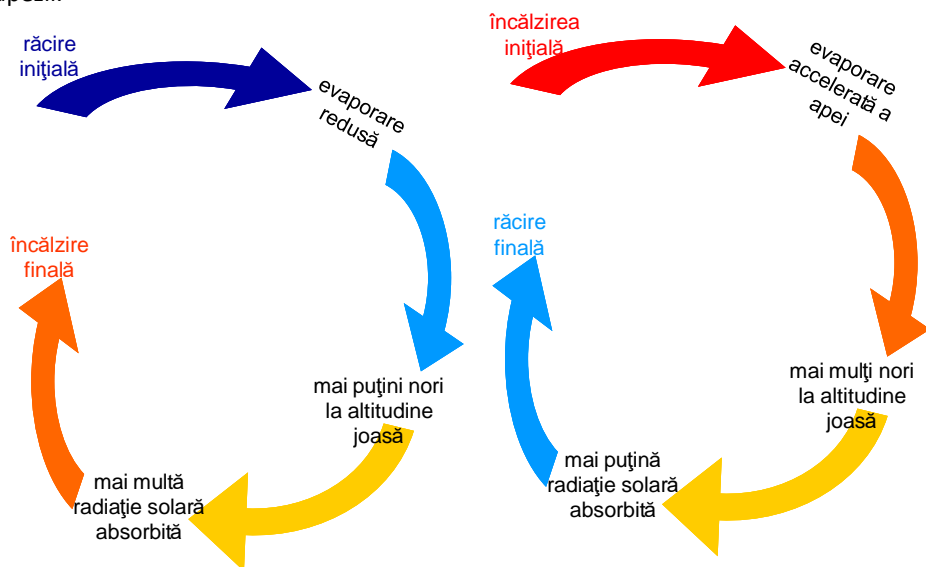 răcire
iniţială
evaporare
redusă
mai puţini nori
la altitudine
joasă
mai multă
radiaţie solară
absorbită
încălzire
finală
încălzirea
iniţială
evaporare
accelerată a
apei
mai mulţi nori
la altitudine
joasă
mai puţină
radiaţie solară
absorbită
răcire
finală